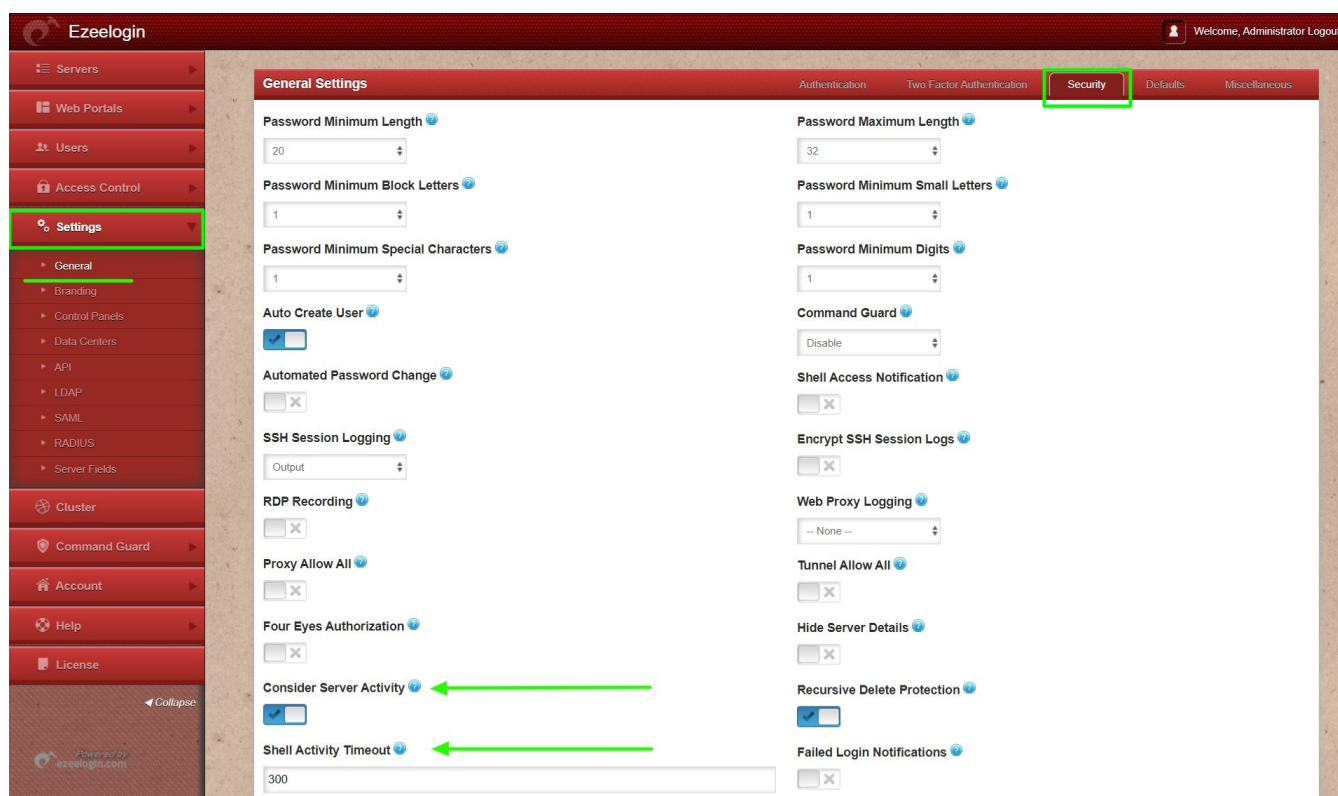 Ezeelogin
Welcome, Administrator Logout
Servers
Web Portals
Users
Access Control
Settings
General
Branding
Control Panels
Data Centers
API
LDAP
SAML
RADIUS
Server Fields
Cluster
Command Guard
Account
Help
License
Collapse
Powered by
ezeelogin.com
General Settings
Authentication
Two Factor Authentication
Security
Defaults
Miscellaneous
Password Minimum Length
Password Maximum Length
20
32
Password Minimum Block Letters
Password Minimum Small Letters
1
1
Password Minimum Special Characters
Password Minimum Digits
1
1
Auto Create User
Command Guard
Disable
Automated Password Change
Shell Access Notification
SSH Session Logging
Encrypt SSH Session Logs
Output
RDP Recording
Web Proxy Logging
-- None --
Proxy Allow All
Tunnel Allow All
Four Eyes Authorization
Hide Server Details
Consider Server Activity
Recursive Delete Protection
Shell Activity Timeout
Failed Login Notifications
300